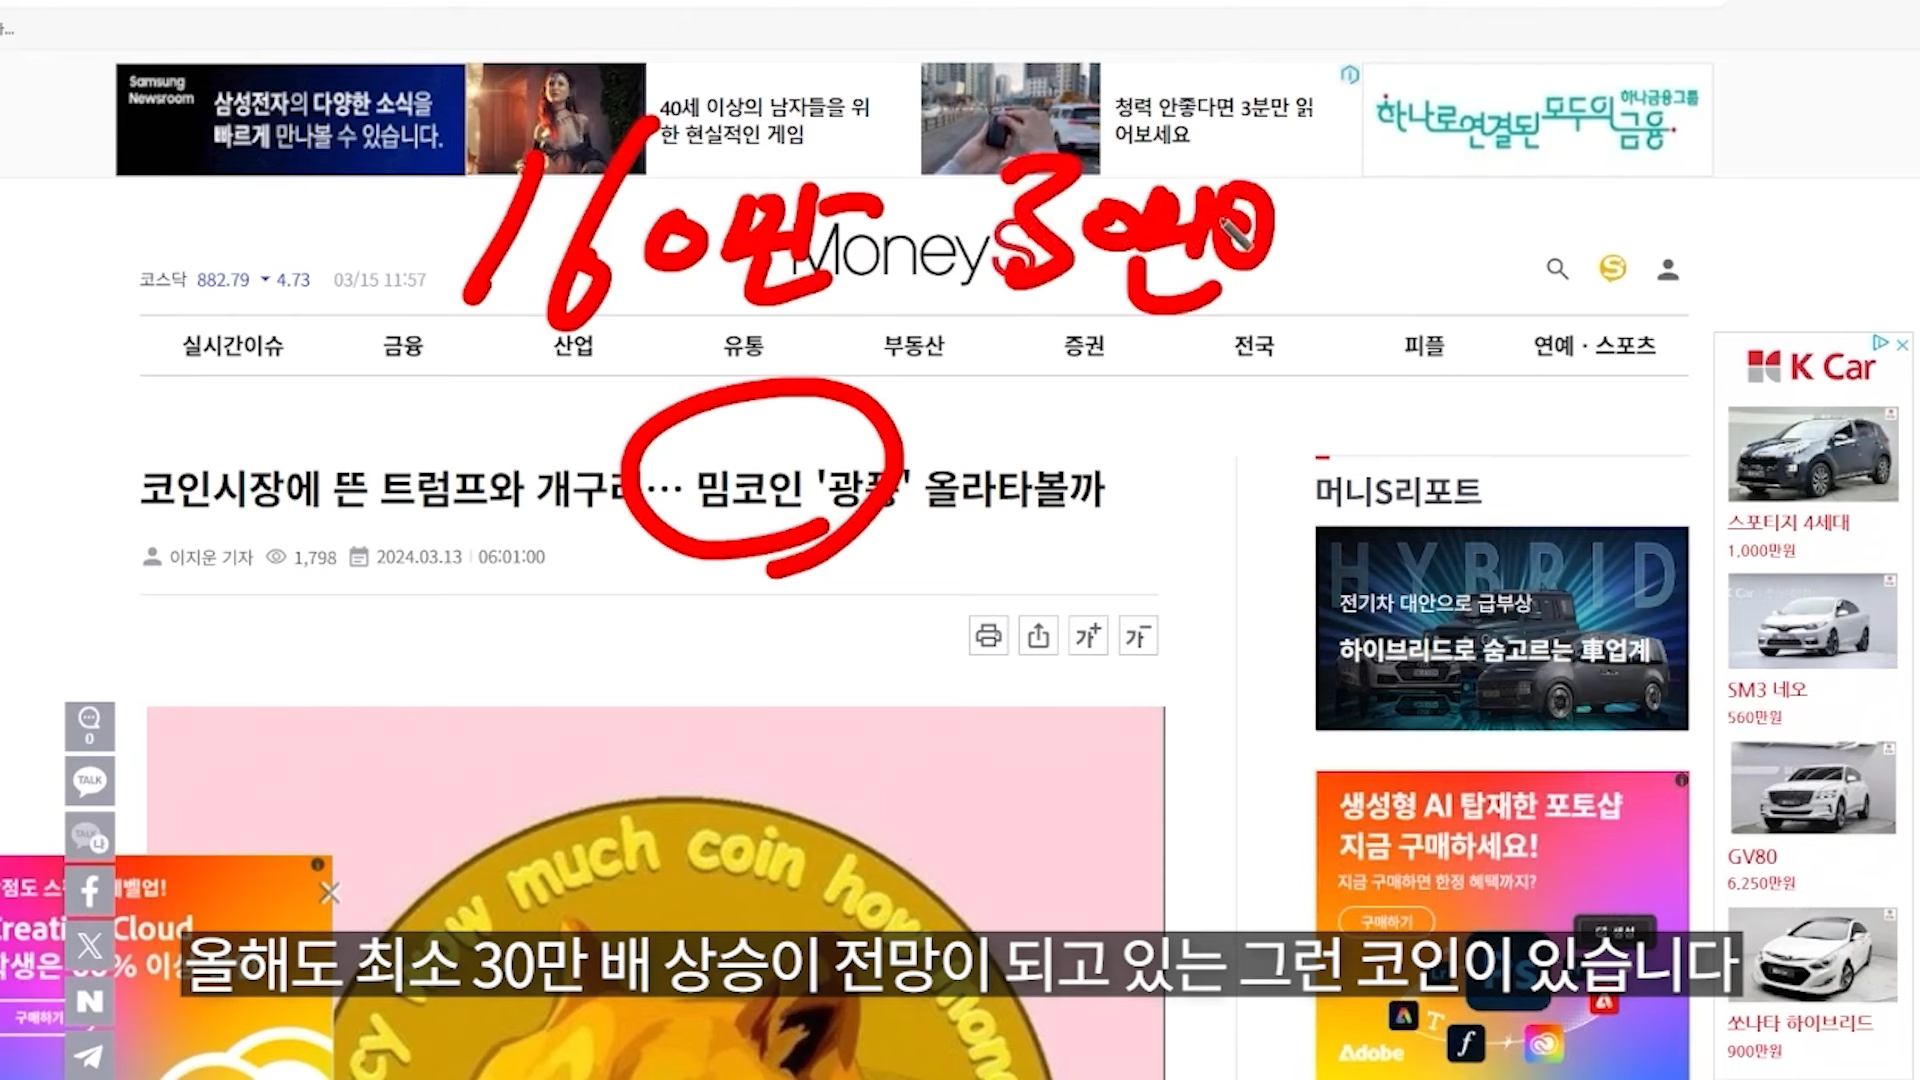 Samsung
Newsroom
삼성전자의 다양한 소식을
빠르게 만나볼 수 있습니다.
40세 이상의 남자들을 위
한 현실적인 게임
청력 안좋다면 3분만 읽
어보세요
하나로 연결된 모두의 금융
하나금융그룹
160만
MoneyS
코스닥 882.79 4.73 03/15 11:57
실시간이슈 금융 산업 유통 부동산 증권 전국 피플 연예·스포츠
코인시장에 뜬 트럼프와 개구리… 밈코인 '광풍' 올라타볼까
이지운 기자 1,798 2024.03.13 06:01:00
가+ 가-
머니S리포트
HYBRID
전기차 대안으로 급부상
하이브리드로 숨고르는 車업계
K Car
스포티지 4세대
1,000만원
SM3 네오
560만원
GV80
6,250만원
쏘나타 하이브리드
900만원
생성형 AI 탑재한 포토샵
지금 구매하세요!
지금 구매하면 한정 혜택까지?
구매하기
생성
Adobe
0
TALK
TALK
much coin how
Cloud
구매하기
올해도 최소 30만 배 상승이 전망이 되고 있는 그런 코인이 있습니다